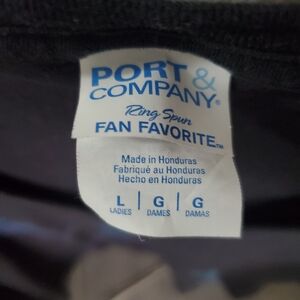 PORT &
COMPANY®
Ring Spun
FAN FAVORITE™
Made in Honduras
Fabriqué au Honduras
Hecho en Honduras
L | G | G
LADIES DAMES DAMAS